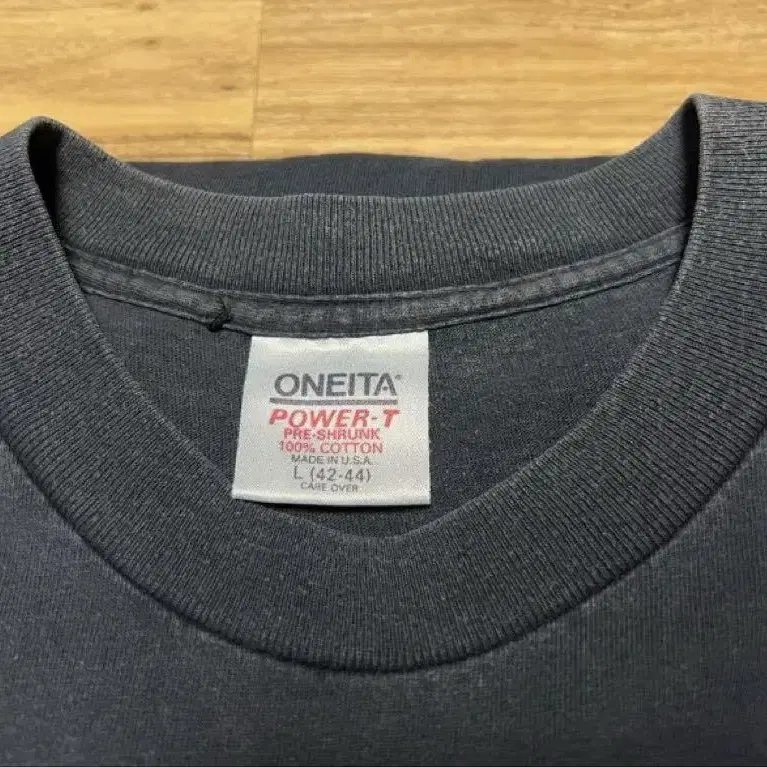 ONEITA®
POWER-T
PRE-SHRUNK
100% COTTON
MADE IN U.S.A.
L (42-44)
CARE OVER